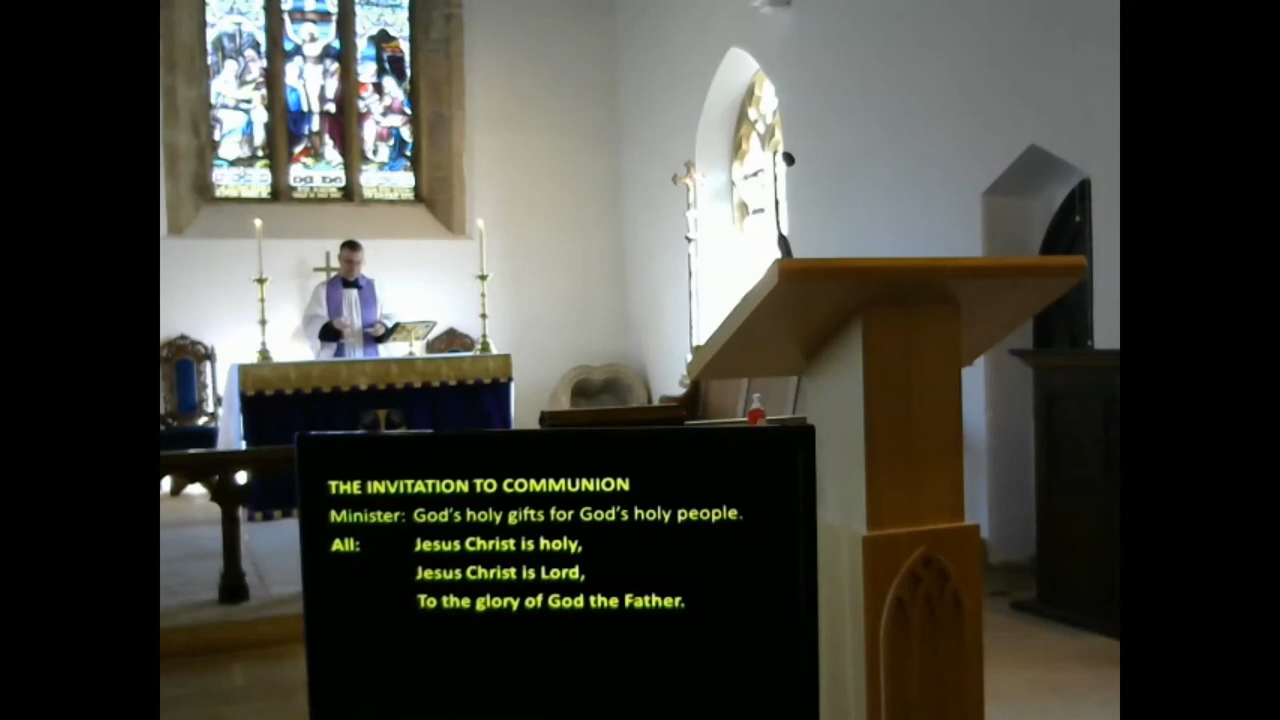 THE INVITATION TO COMMUNION
Minister: God's holy gifts for God's holy people.
All: Jesus Christ is holy,
Jesus Christ is Lord,
To the glory of God the Father.